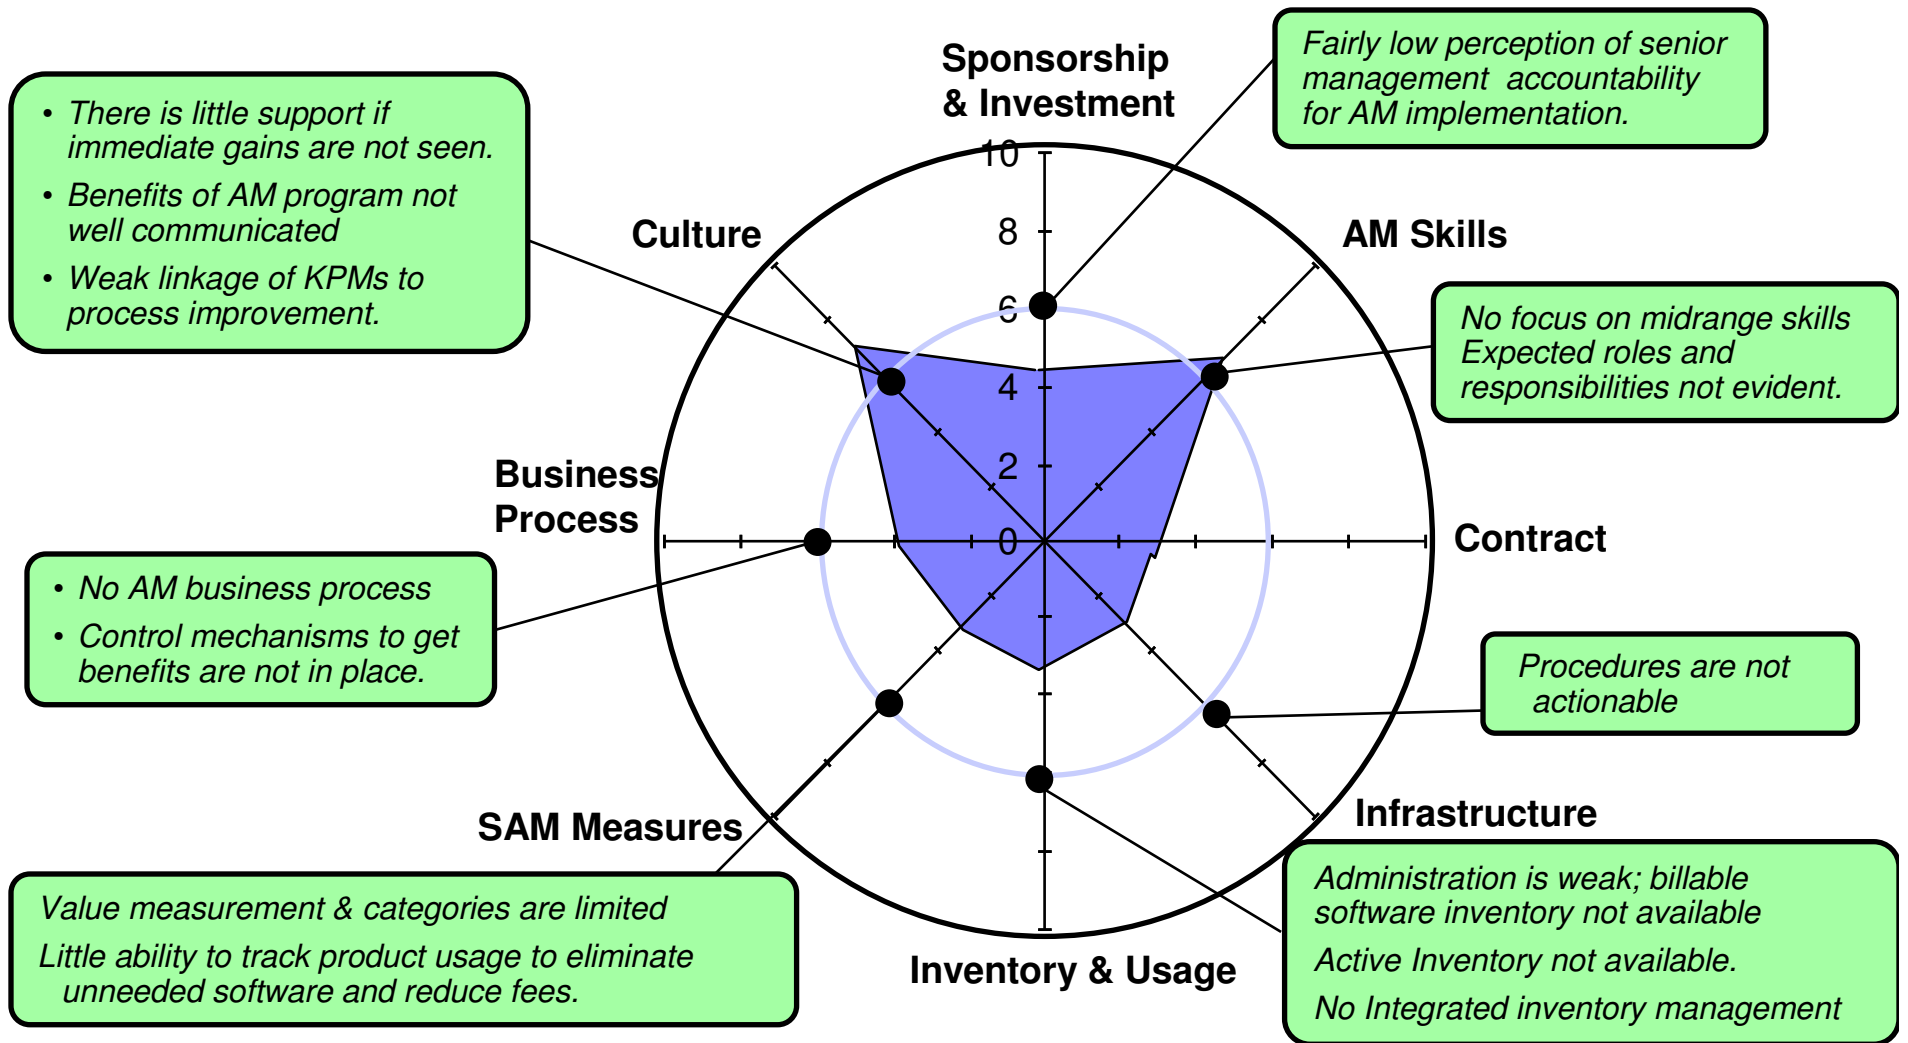 Sponsorship
& Investment
Fairly low perception of senior
management accountability
for AM implementation.
• There is little support if
immediate gains are not seen.
• Benefits of AM program not
well communicated
• Weak linkage of KPMs to
process improvement.
Culture
AM Skills
10
8
6
4
2
0
No focus on midrange skills
Expected roles and
responsibilities not evident.
Business
Process
Contract
• No AM business process
• Control mechanisms to get
benefits are not in place.
Procedures are not
actionable
SAM Measures
Infrastructure
Value measurement & categories are limited
Little ability to track product usage to eliminate
unneeded software and reduce fees.
Inventory & Usage
Administration is weak; billable
software inventory not available
Active Inventory not available.
No Integrated inventory management